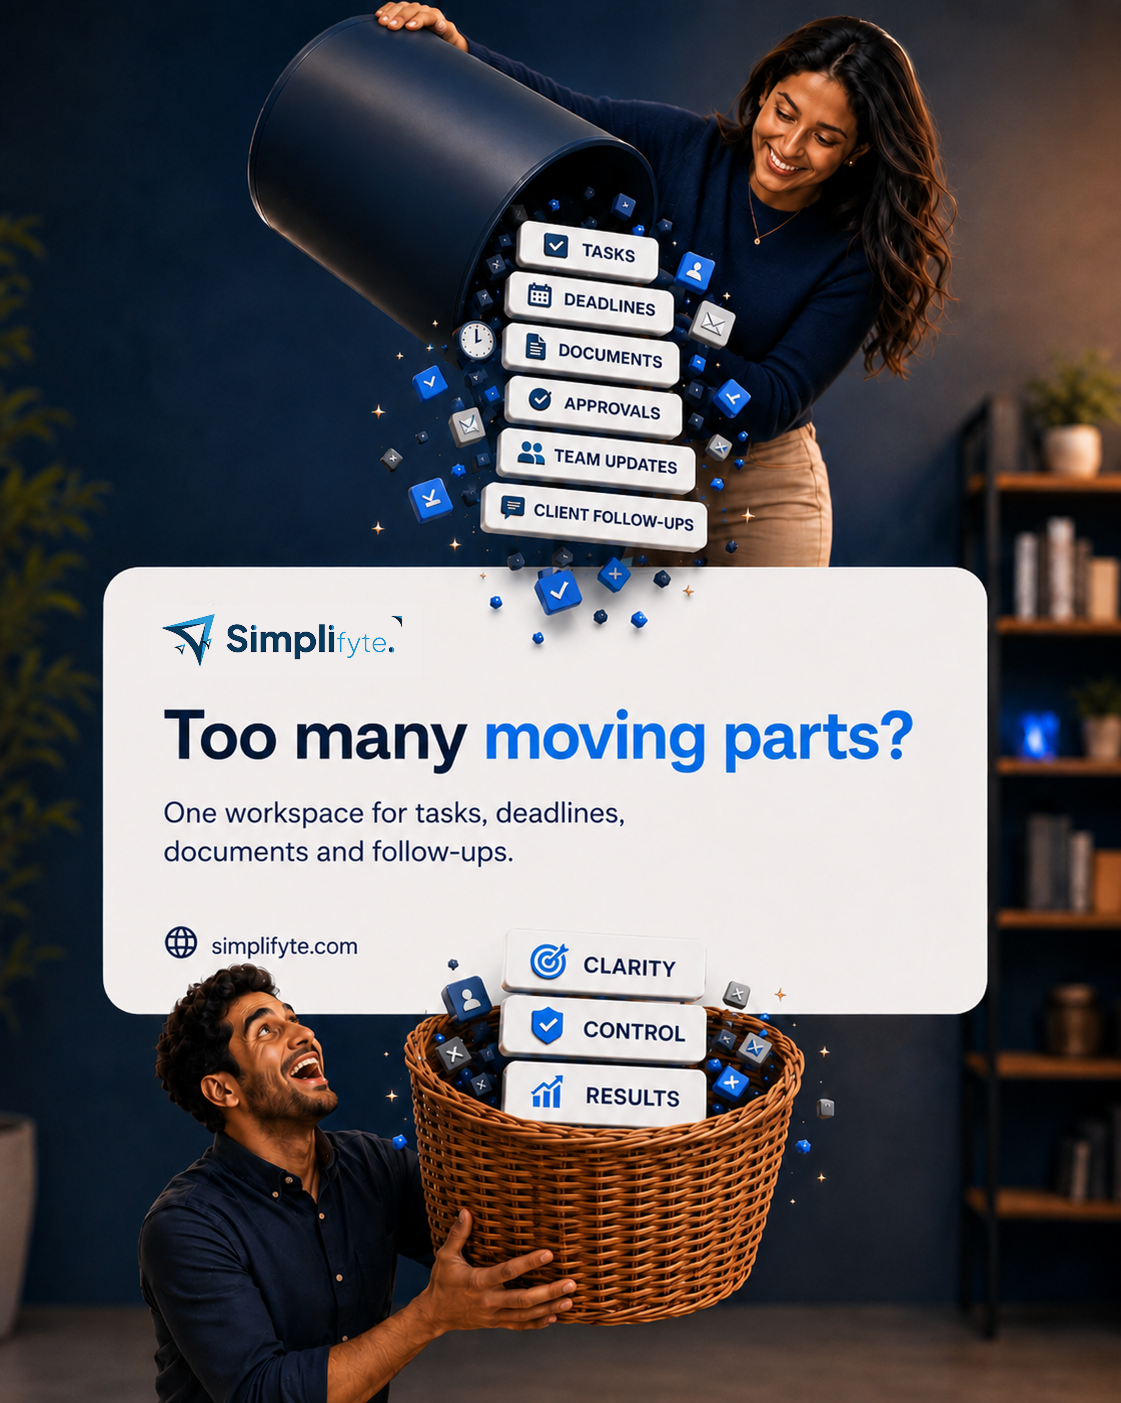 TASKS
DEADLINES
DOCUMENTS
APPROVALS
TEAM UPDATES
CLIENT FOLLOW-UPS
Simplifyte.
Too many moving parts?
One workspace for tasks, deadlines,
documents and follow-ups.
simplifyte.com
CLARITY
CONTROL
RESULTS